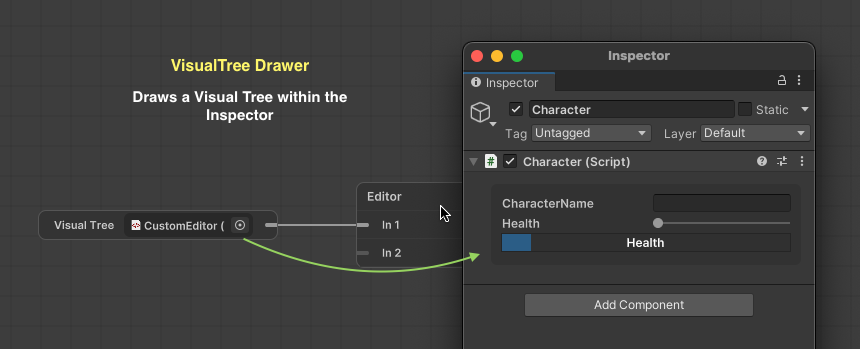 VisualTree Drawer
Draws a Visual Tree within the
Inspector
Visual Tree CustomEditor (
Editor
In 1
In 2
Inspector
Inspector
Character Static
Tag Untagged Layer Default
# Character (Script)
CharacterName
Health
Health
Add Component